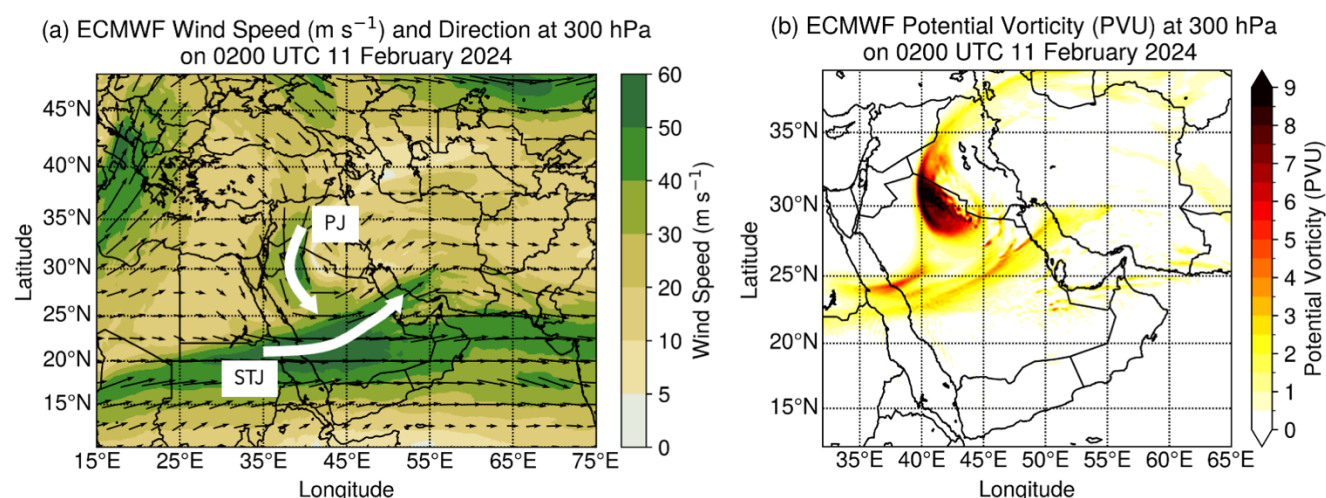 (a) ECMWF Wind Speed (m s⁻¹) and Direction at 300 hPa
on 0200 UTC 11 February 2024
45°N
40°N
35°N
30°N
25°N
20°N
15°N
Latitude
PJ
STJ
15°E 25°E 35°E 45°E 55°E 65°E 75°E
Longitude
60
50
40
30
20
10
5
0
Wind Speed (m s⁻¹)
(b) ECMWF Potential Vorticity (PVU) at 300 hPa
on 0200 UTC 11 February 2024
35°N
30°N
25°N
20°N
15°N
Latitude
35°E 40°E 45°E 50°E 55°E 60°E 65°E
Longitude
9
8
7
6
5
4
3
2
1
0
Potential Vorticity (PVU)